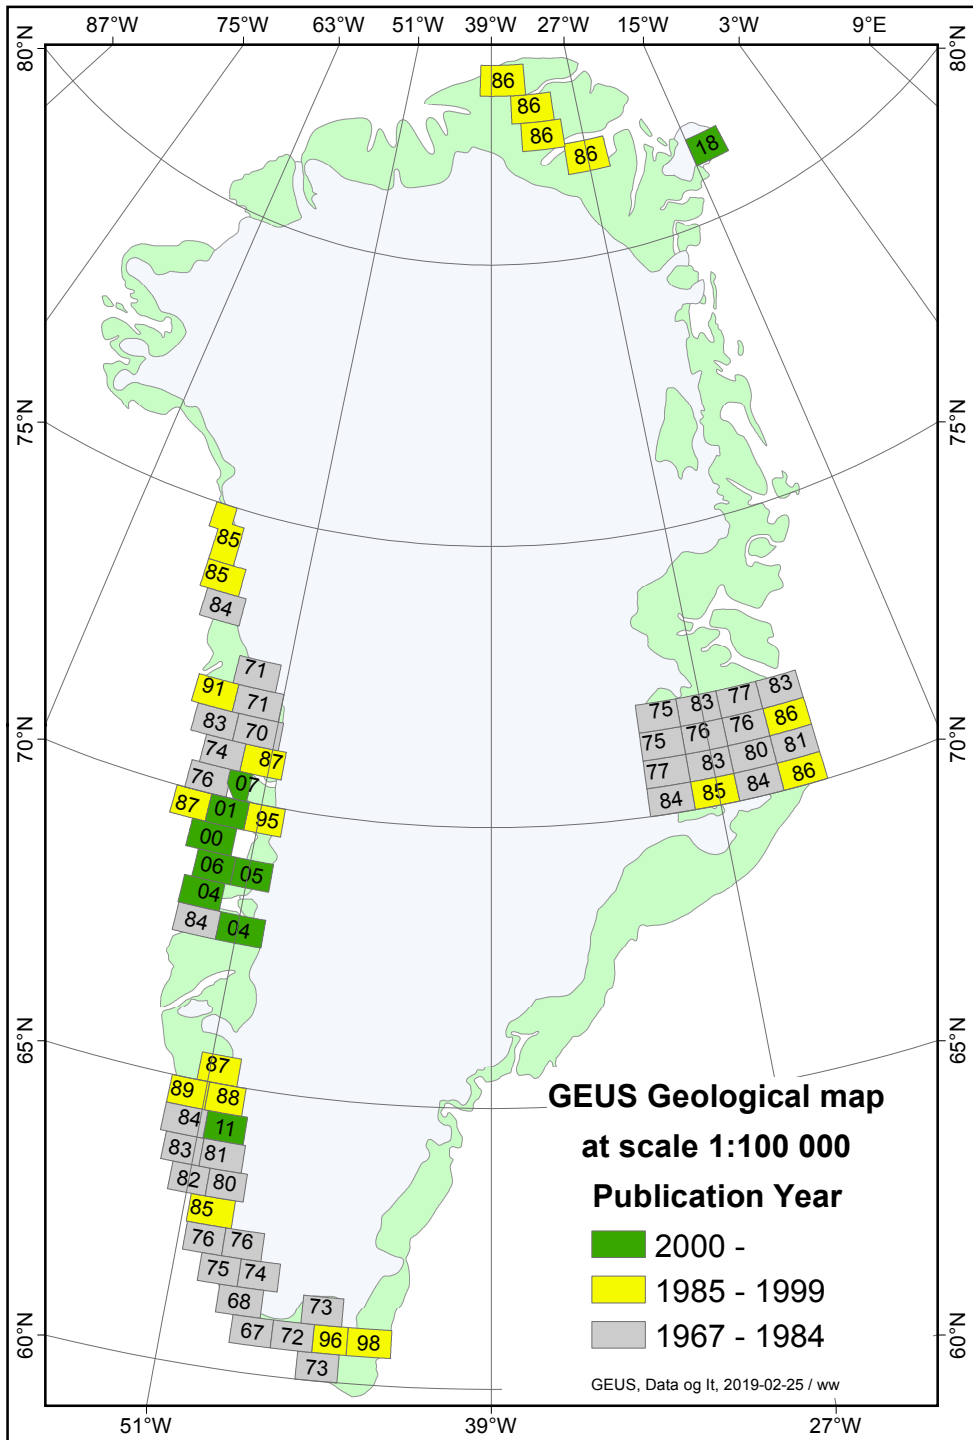 87°W 75°W 63°W 51°W 39°W 27°W 15°W 3°W 9°E
80°N 80°N
86
86
86
86
18
75°N 75°N
85
85
84
71
91 71
83 70
74 87
76 07
87 01 95
00
06 05
04
84 04
75 83 77 83
75 76 76 86
77 83 80 81
84 85 84 86
70°N 70°N
65°N 65°N
87
89 88
84 11
83 81
82 80
85
76 76
75 74
68 73
67 72 96 98
73
60°N 60°N
GEUS Geological map
at scale 1:100 000
Publication Year
2000 -
1985 - 1999
1967 - 1984
GEUS, Data og It, 2019-02-25 / ww
51°W 39°W 27°W